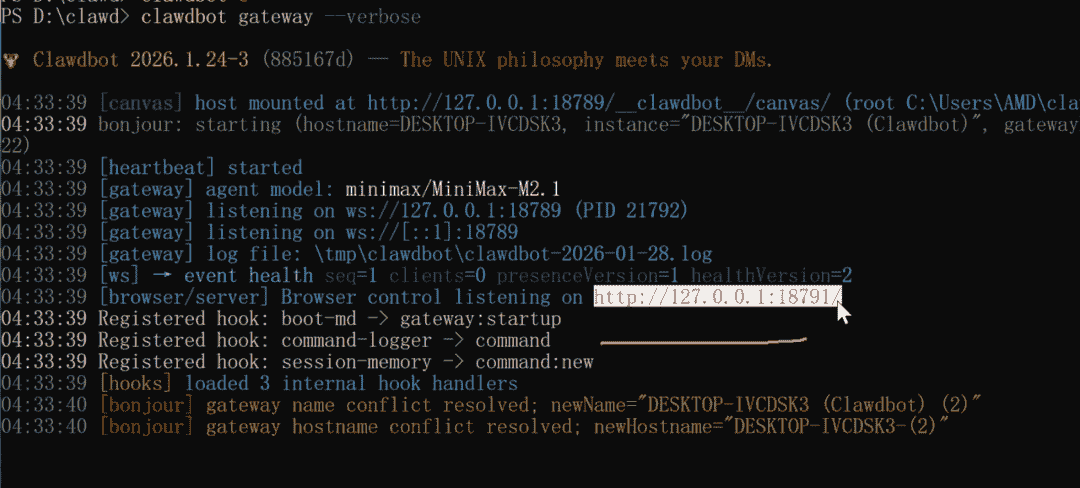 PS D:\clawd> clawdbot gateway --verbose
Clawdbot 2026.1.24-3 (885167d) — The UNIX philosophy meets your DMs.
04:33:39 [canvas] host mounted at http://127.0.0.1:18789/__clawdbot__/canvas/ (root C:\Users\AMD\cla
04:33:39 bonjour: starting (hostname=DESKTOP-IVCDSK3, instance="DESKTOP-IVCDSK3 (Clawdbot)", gateway
22)
04:33:39 [heartbeat] started
04:33:39 [gateway] agent model: minimax/MiniMax-M2.1
04:33:39 [gateway] listening on ws://127.0.0.1:18789 (PID 21792)
04:33:39 [gateway] listening on ws://[::1]:18789
04:33:39 [gateway] log file: \tmp\clawdbot\clawdbot-2026-01-28.log
04:33:39 [ws] → event health seq=1 clients=0 presenceVersion=1 healthVersion=2
04:33:39 [browser/server] Browser control listening on http://127.0.0.1:18791/
04:33:39 Registered hook: boot-md -> gateway:startup
04:33:39 Registered hook: command-logger -> command
04:33:39 Registered hook: session-memory -> command:new
04:33:39 [hooks] loaded 3 internal hook handlers
04:33:40 [bonjour] gateway name conflict resolved; newName="DESKTOP-IVCDSK3 (Clawdbot) (2)"
04:33:40 [bonjour] gateway hostname conflict resolved; newHostname="DESKTOP-IVCDSK3-(2)"